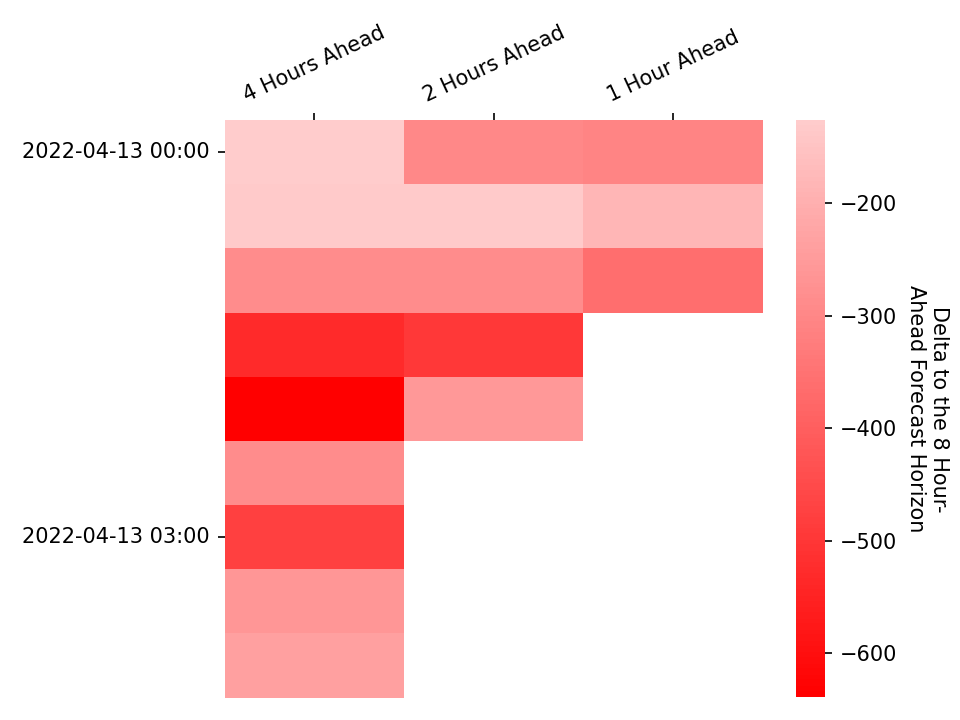 4 Hours Ahead
2 Hours Ahead
1 Hour Ahead
2022-04-13 00:00
2022-04-13 03:00
−200
−300
−400
−500
−600
Delta to the 8 Hour-
Ahead Forecast Horizon